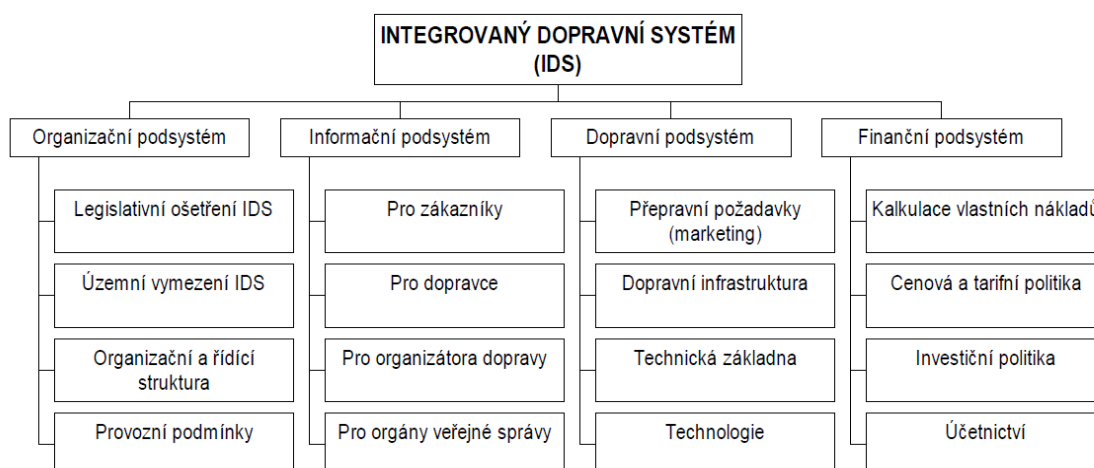 INTEGROVANÝ DOPRAVNÍ SYSTÉM
(IDS)
Organizační podsystém
Informační podsystém
Dopravní podsystém
Finanční podsystém
Legislativní ošetření IDS
Pro zákazníky
Přepravní požadavky
(marketing)
Kalkulace vlastních nákladů
Územní vymezení IDS
Pro dopravce
Dopravní infrastruktura
Cenová a tarifní politika
Organizační a řídící
struktura
Pro organizátora dopravy
Technická základna
Investiční politika
Provozní podmínky
Pro orgány veřejné správy
Technologie
Účetnictví